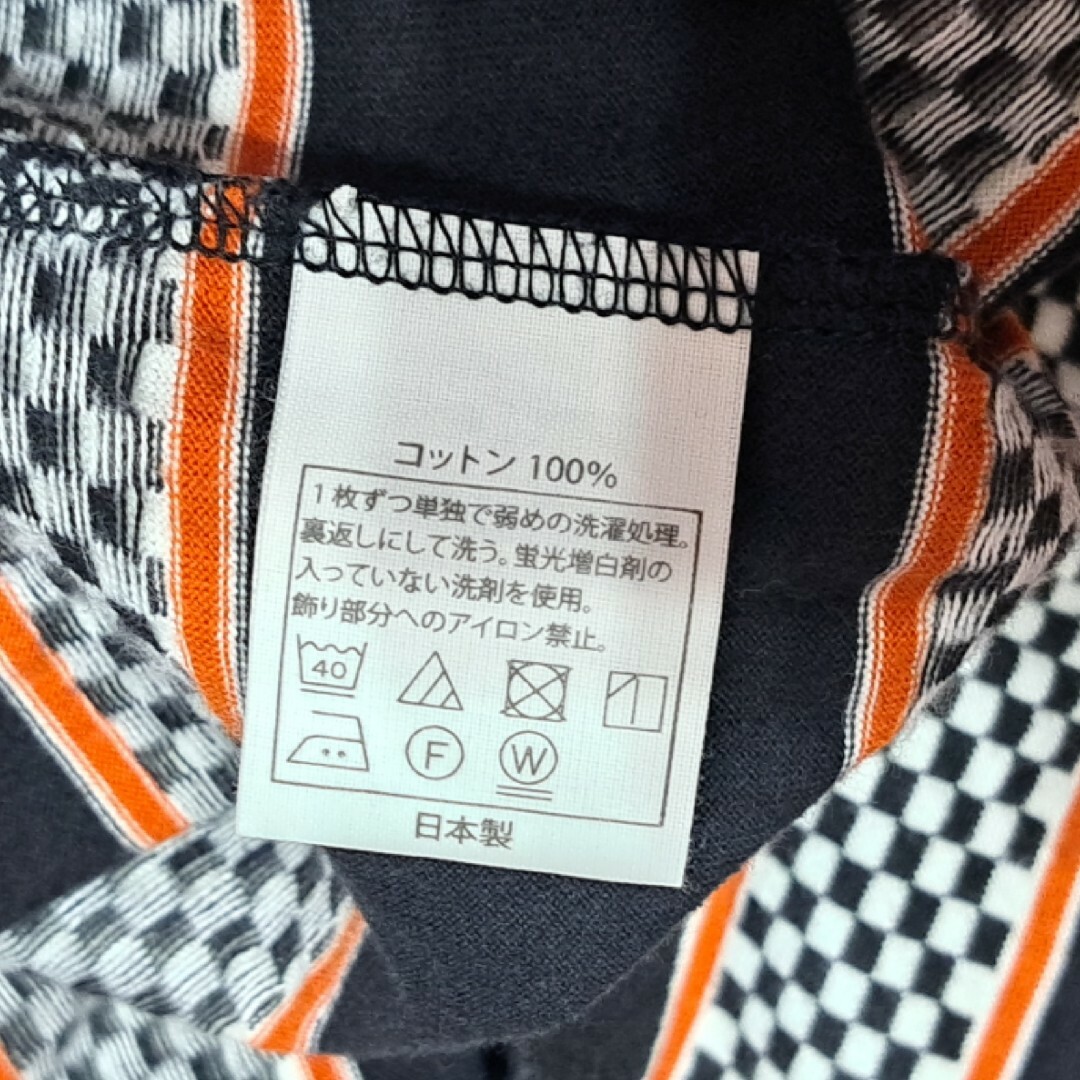 コットン 100%
1枚ずつ単独で弱めの洗濯処理。
裏返しにして洗う。蛍光増白剤の
入っていない洗剤を使用。
飾り部分へのアイロン禁止。
40
F W
日本製